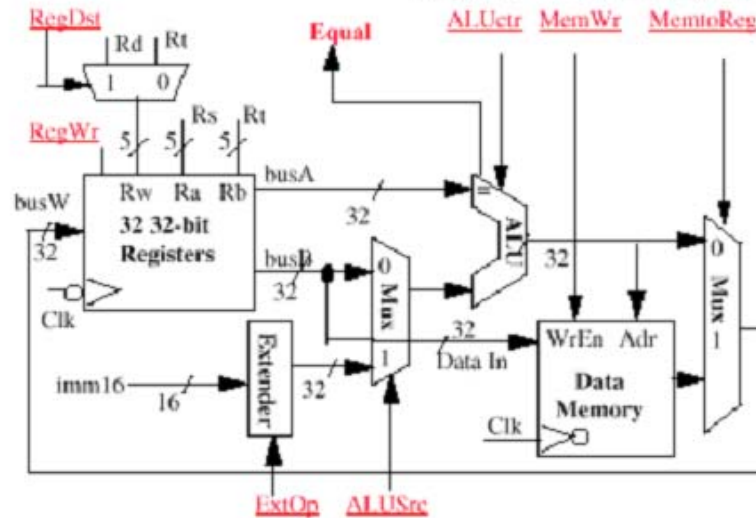 RegDst
Rd Rt
1 0
Equal
ALUctr
MemWr
MemtoReg
RegWr
5
Rs
5
Rt
5
busW
32
Rw Ra Rb
32 32-bit
Registers
Clk
busA
32
busB
32
0
Mux
1
=
ALU
32
0
Mux
1
imm16
16
Extender
32
32
Data In
WrEn Adr
Data
Memory
Clk
ExtOp
ALUSrc